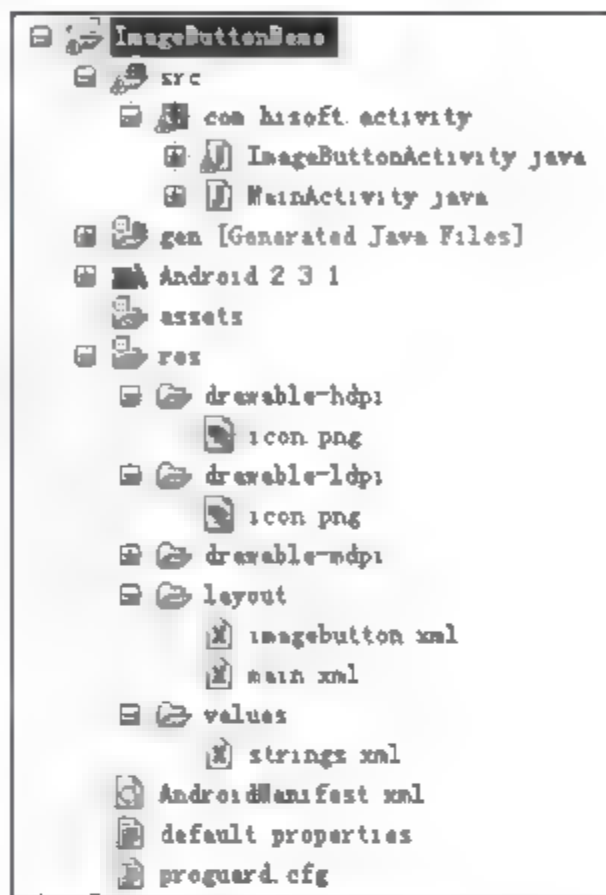 ImageButtonDemo
src
com.hisoft.activity
ImageButtonActivity.java
MainActivity.java
gen [Generated Java Files]
Android 2.3.1
assets
res
drawable-hdpi
icon.png
drawable-ldpi
icon.png
drawable-mdpi
layout
imagebutton.xml
main.xml
values
strings.xml
AndroidManifest.xml
default.properties
proguard.cfg